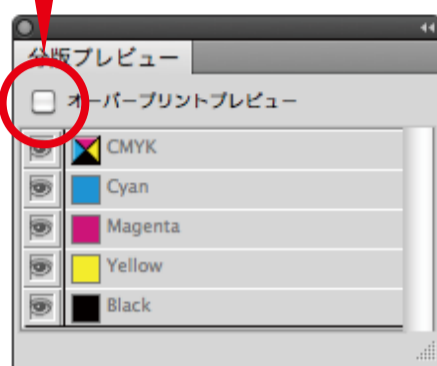 分版プレビュー
オーバープリントプレビュー
CMYK
Cyan
Magenta
Yellow
Black